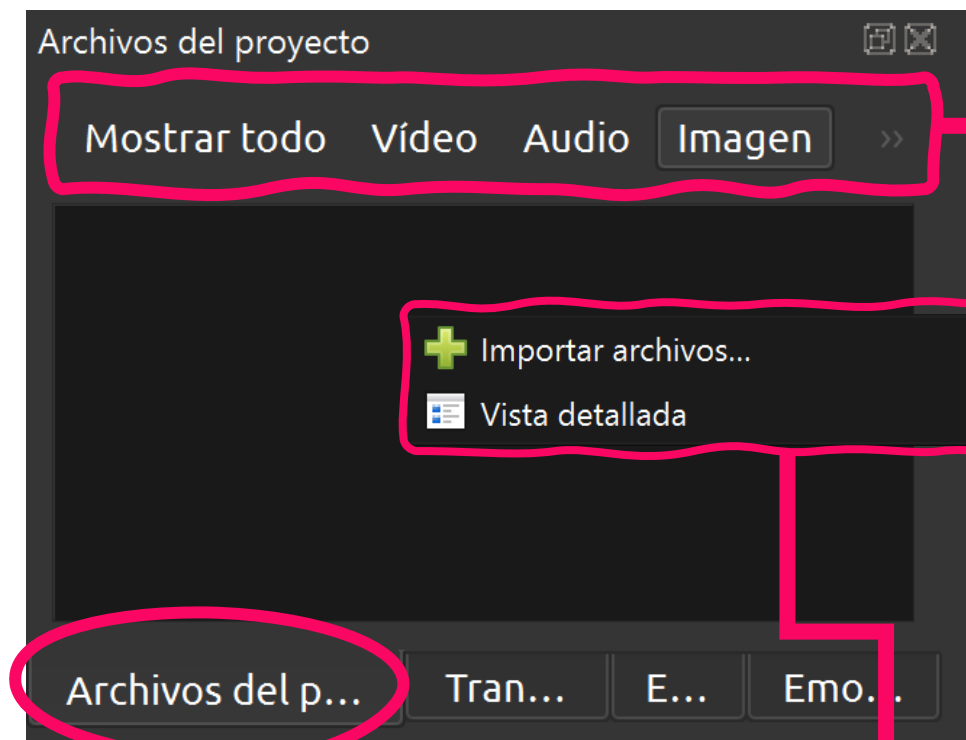 Archivos del proyecto
Mostrar todo Vídeo Audio Imagen »
Importar archivos...
Vista detallada
Archivos del p... Tran... E... Emo...